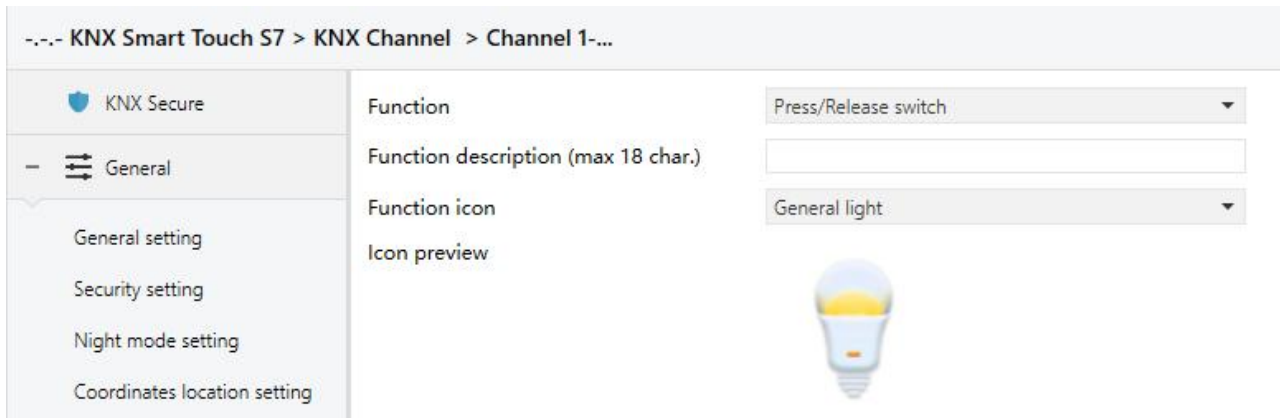 -.-.- KNX Smart Touch S7 > KNX Channel > Channel 1-...
KNX Secure
General
General setting
Security setting
Night mode setting
Coordinates location setting
Function
Press/Release switch
Function description (max 18 char.)
Function icon
General light
Icon preview